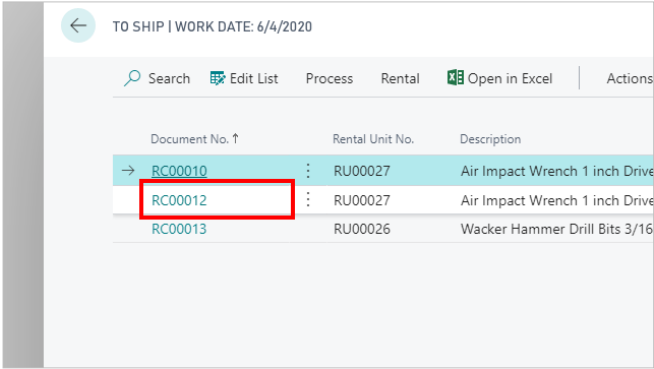 TO SHIP | WORK DATE: 6/4/2020
Search Edit List Process Rental Open in Excel Actions
Document No. ↑ Rental Unit No. Description
→ RC00010 ⋮ RU00027 Air Impact Wrench 1 inch Drive
RC00012 ⋮ RU00027 Air Impact Wrench 1 inch Drive
RC00013 RU00026 Wacker Hammer Drill Bits 3/16